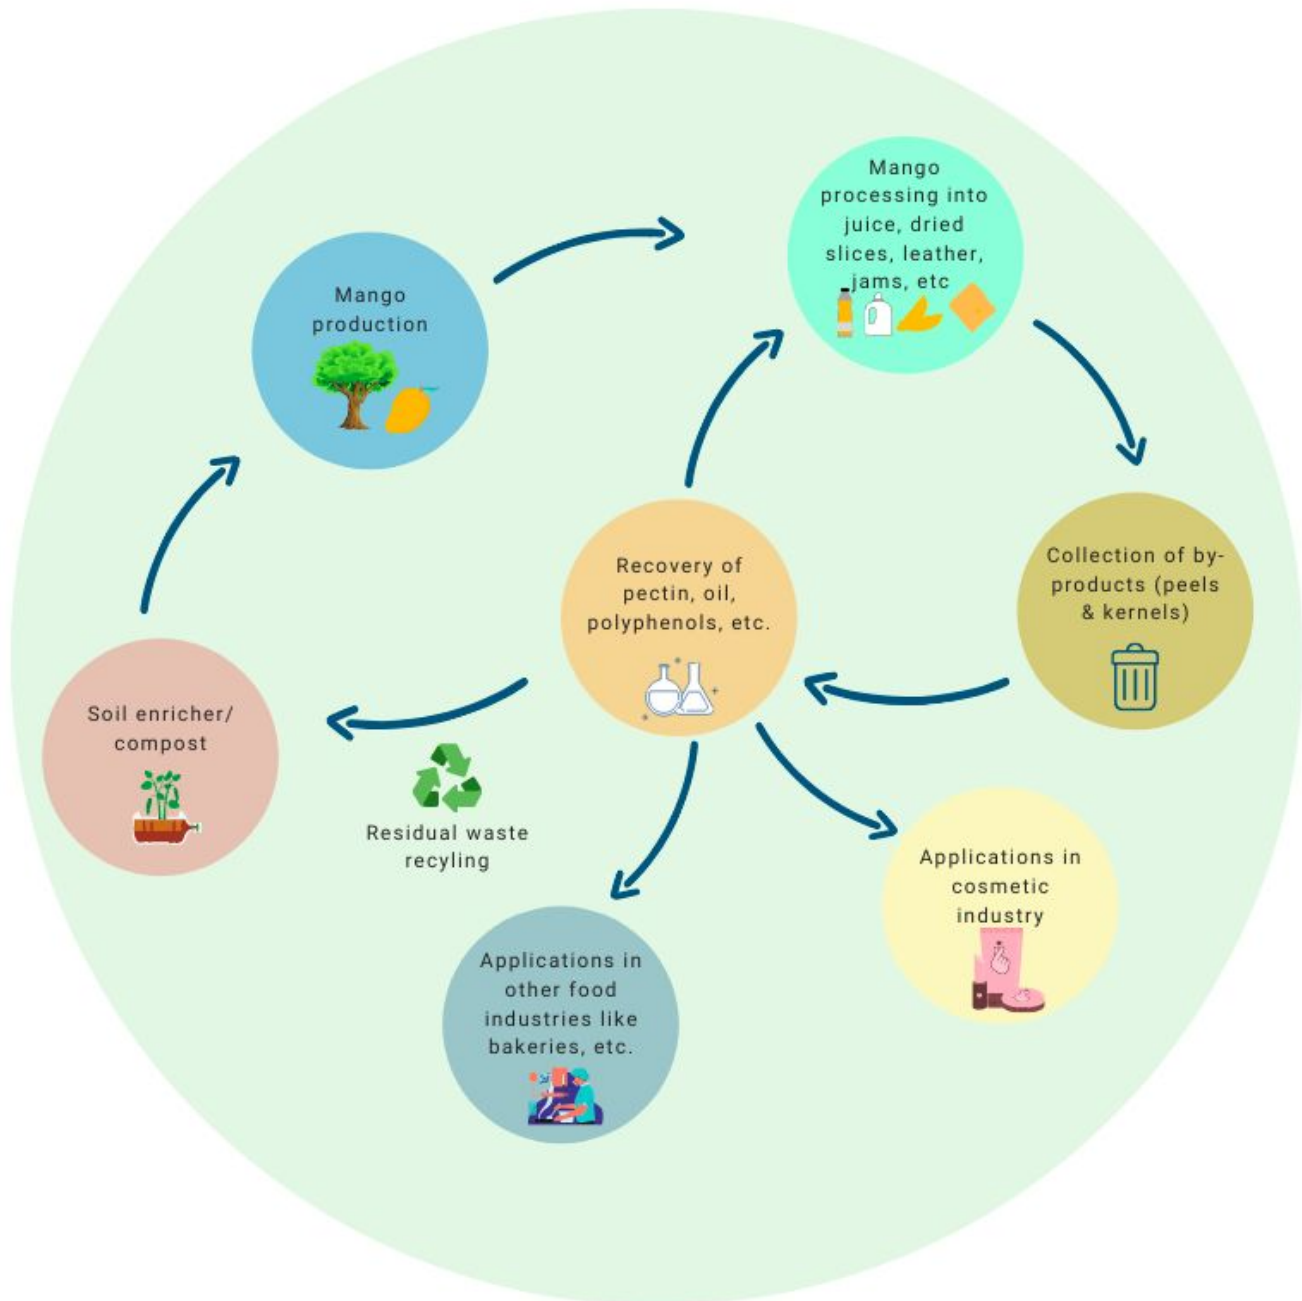 Mango
processing into
juice, dried
slices, leather,
jams, etc
Mango
production
Recovery of
pectin, oil,
polyphenols, etc.
Collection of by-
products (peels
& kernels)
Soil enricher/
compost
Residual waste
recyling
Applications in
cosmetic
industry
Applications in
other food
industries like
bakeries, etc.